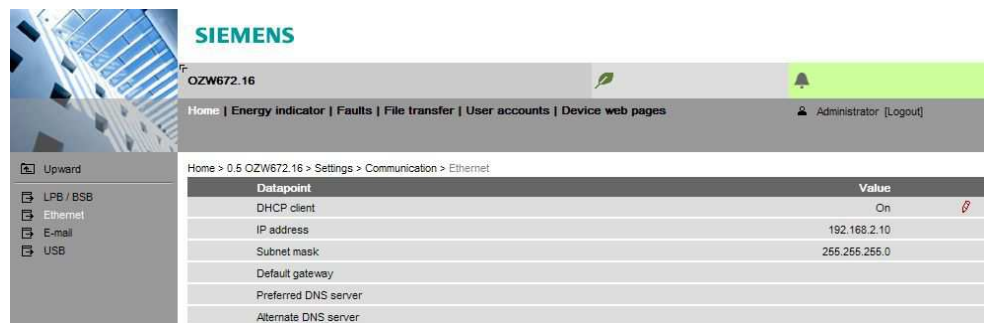 SIEMENS
OZW672.16
Home | Energy indicator | Faults | File transfer | User accounts | Device web pages
Administrator [Logout]
Upward
Home > 0.5 OZW672.16 > Settings > Communication > Ethernet
LPB / BSB
Ethernet
E-mail
USB
Datapoint Value
DHCP client On
IP address 192.168.2.10
Subnet mask 255.255.255.0
Default gateway
Preferred DNS server
Alternate DNS server